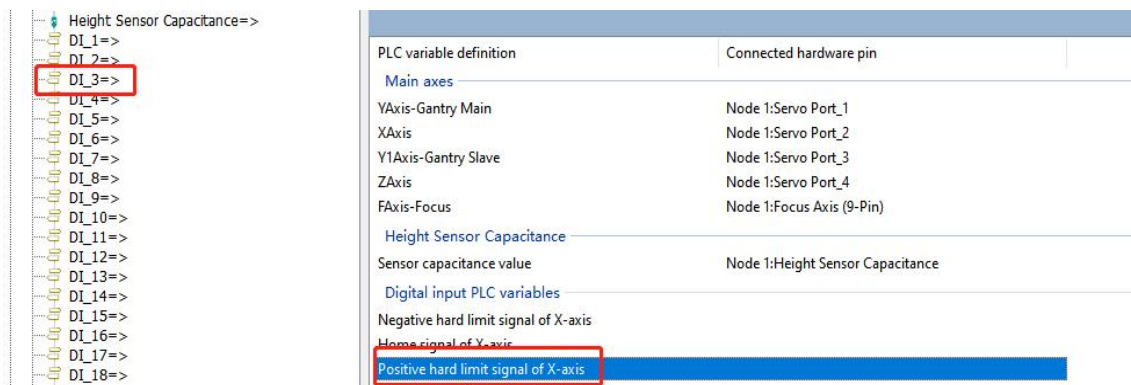 Height Sensor Capacitance=>
DI_1=>
DI_2=>
DI_3=>
DI_4=>
DI_5=>
DI_6=>
DI_7=>
DI_8=>
DI_9=>
DI_10=>
DI_11=>
DI_12=>
DI_13=>
DI_14=>
DI_15=>
DI_16=>
DI_17=>
DI_18=>
PLC variable definition Connected hardware pin
Main axes
YAxis-Gantry Main Node 1:Servo Port_1
XAxis Node 1:Servo Port_2
Y1Axis-Gantry Slave Node 1:Servo Port_3
ZAxis Node 1:Servo Port_4
FAxis-Focus Node 1:Focus Axis (9-Pin)
Height Sensor Capacitance
Sensor capacitance value Node 1:Height Sensor Capacitance
Digital input PLC variables
Negative hard limit signal of X-axis
Home signal of X-axis
Positive hard limit signal of X-axis